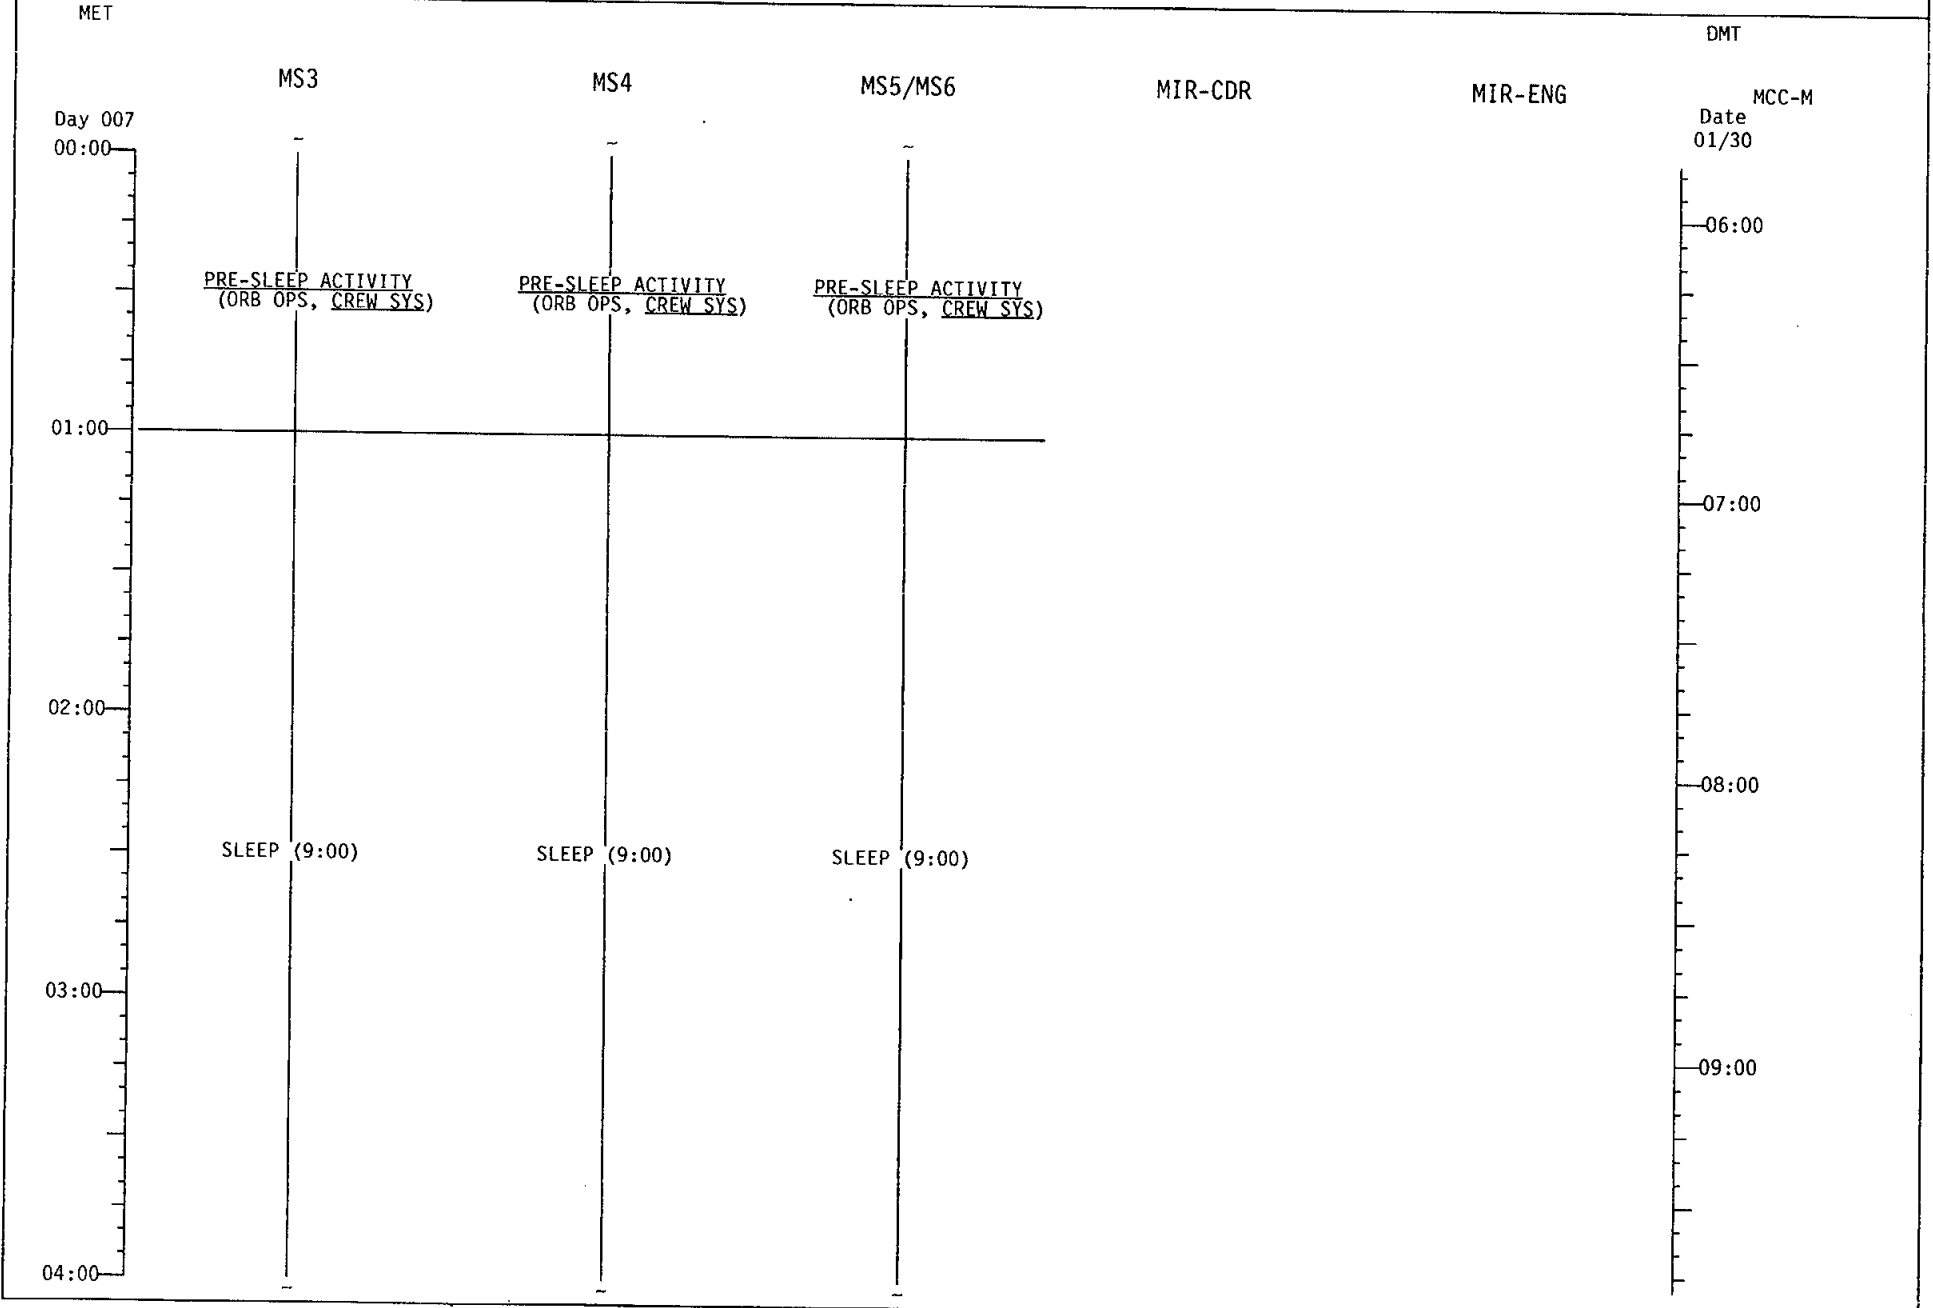 MET
DMT
MS3 MS4 MS5/MS6 MIR-CDR MIR-ENG MCC-M
Day 007
Date
01/30
00:00
~ ~ ~
06:00
PRE-SLEEP ACTIVITY PRE-SLEEP ACTIVITY PRE-SLEEP ACTIVITY
(ORB OPS, CREW SYS) (ORB OPS, CREW SYS) (ORB OPS, CREW SYS)
01:00
07:00
02:00
08:00
SLEEP (9:00) SLEEP (9:00) SLEEP (9:00)
03:00
09:00
04:00
~ ~ ~